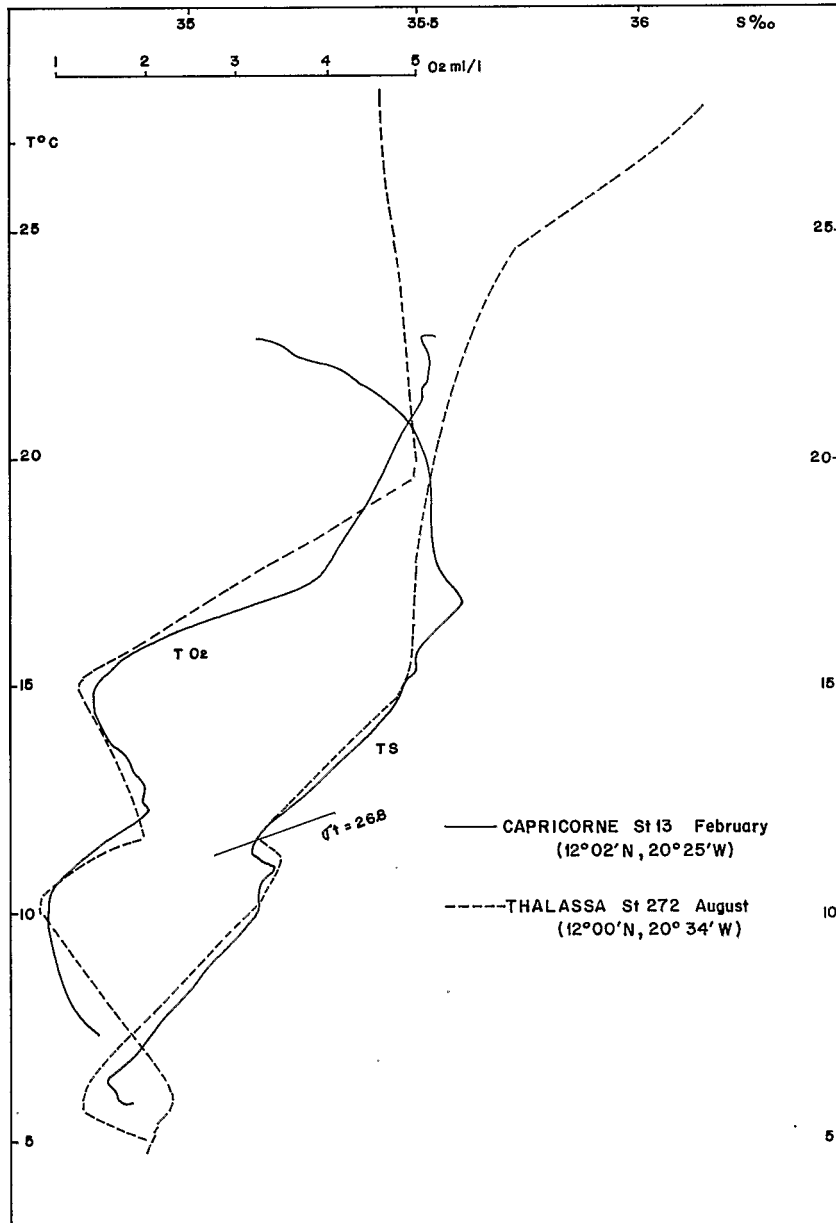 35 35·5 36 S‰
1 2 3 4 5 O2 ml/l
T°C
25 25
20 20
T O2
15 15
TS
σt = 26.8
CAPRICORNE St 13 February
(12°02'N, 20°25'W)
THALASSA St 272 August
(12°00'N, 20°34'W)
10 10
5 5